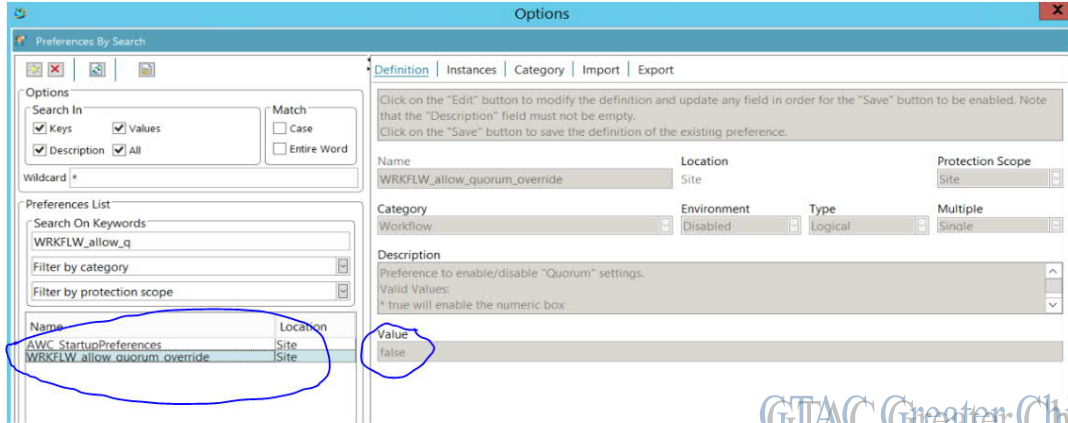 Options
Preferences By Search
Definition Instances Category Import Export
Options
Search In
Match
Keys Values Case
Description All Entire Word
Wildcard *
Preferences List
Search On Keywords
WRKFLW_allow_q
Filter by category
Filter by protection scope
Name Location
AWC_StartupPreferences Site
WRKFLW_allow_quorum_override Site
Click on the "Edit" button to modify the definition and update any field in order for the "Save" button to be enabled. Note
that the "Description" field must not be empty.
Click on the "Save" button to save the definition of the existing preference.
Name Location Protection Scope
WRKFLW_allow_quorum_override Site Site
Category Environment Type Multiple
Workflow Disabled Logical Single
Description
Preference to enable/disable "Quorum" settings.
Valid Values:
* true will enable the numeric box
Value
false
GTAC Greater